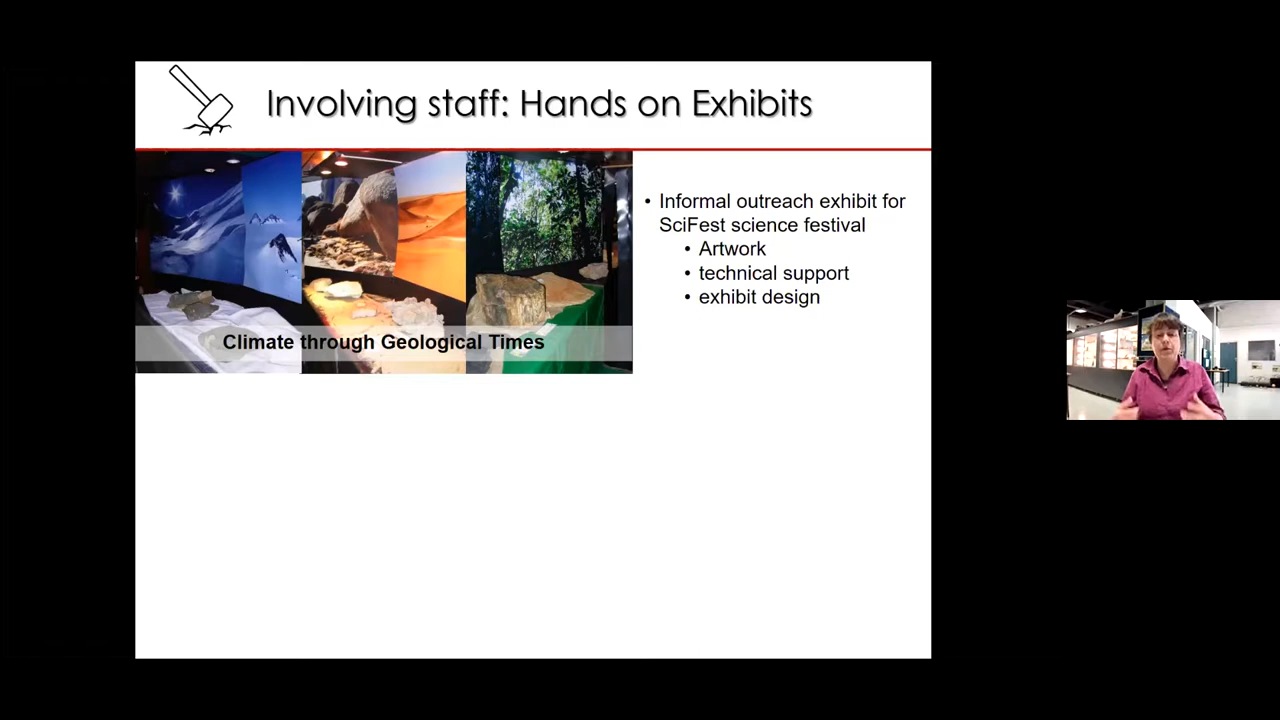 Involving staff: Hands on Exhibits
• Informal outreach exhibit for
SciFest science festival
• Artwork
• technical support
• exhibit design
Climate through Geological Times